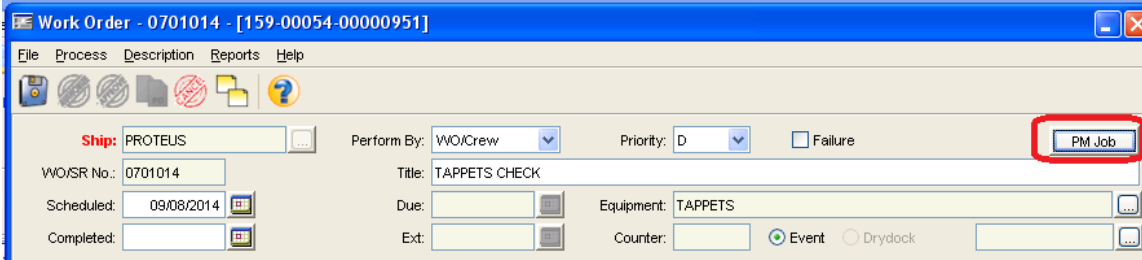 Work Order - 0701014 - [159-00054-00000951]
File Process Description Reports Help
Ship: PROTEUS ... Perform By: WO/Crew Priority: D Failure PM Job
WO/SR No.: 0701014 Title: TAPPETS CHECK
Scheduled: 09/08/2014 Due: Equipment: TAPPETS ...
Completed: Ext: Counter: Event Drydock ...